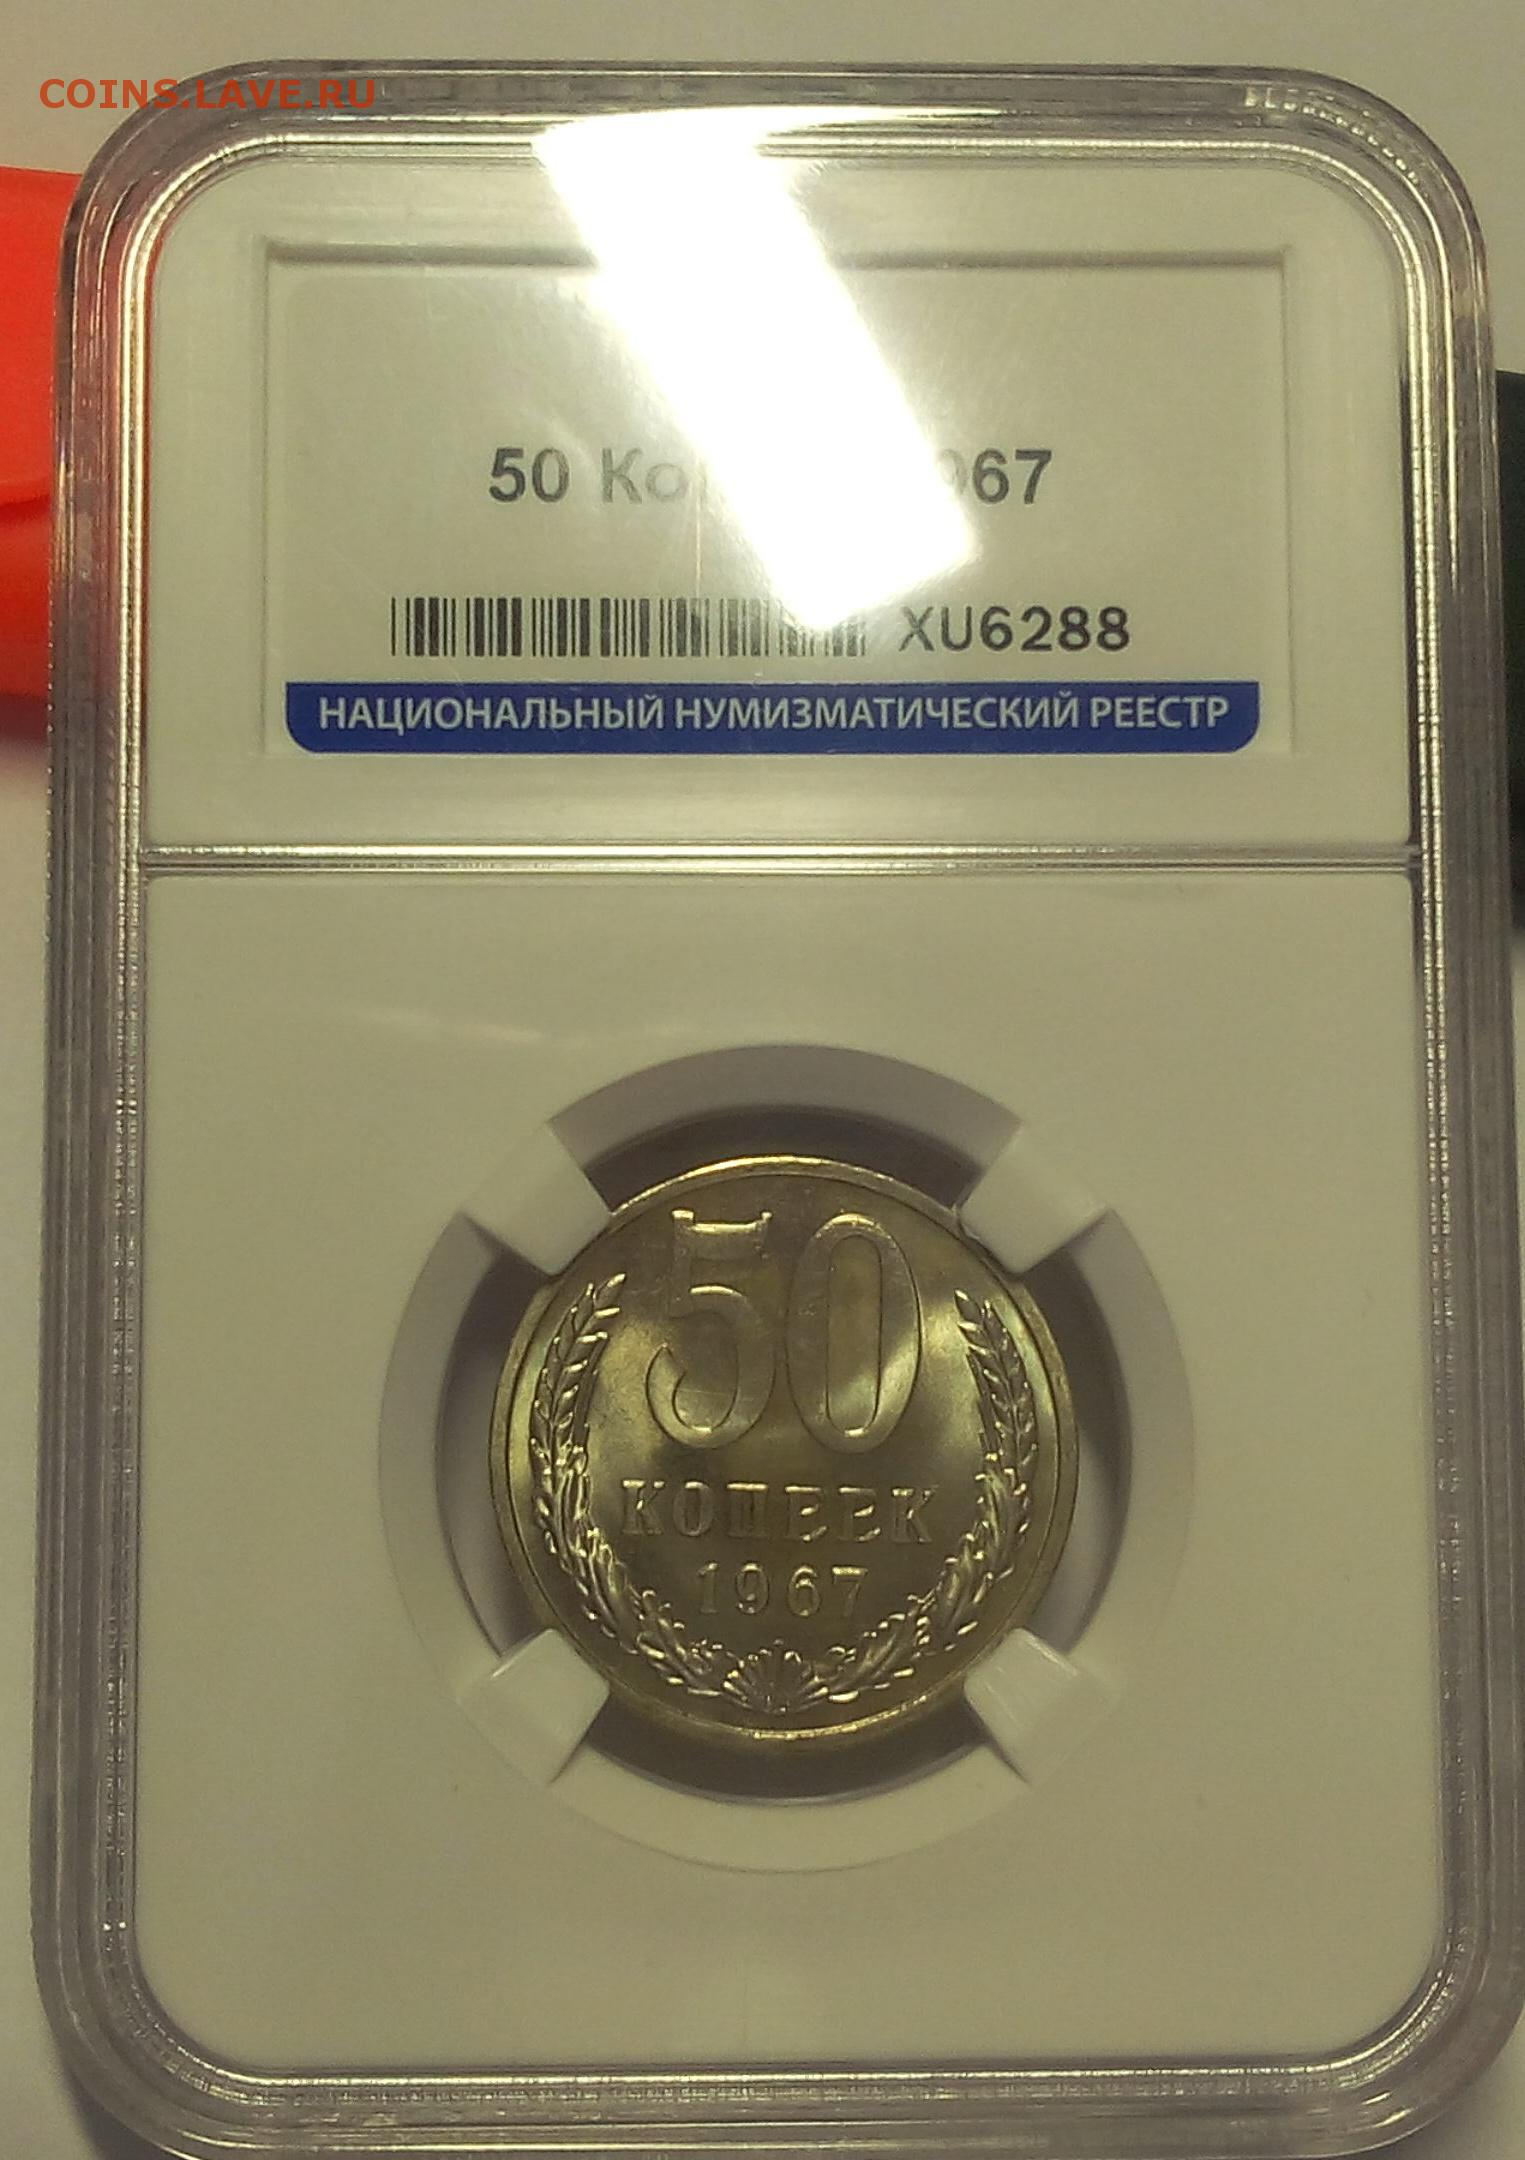 COINS.LAVE.RU
50
XU6288
НАЦИОНАЛЬНЫЙ НУМИЗМАТИЧЕСКИЙ РЕЕСТР
50
КОПЕЕК
1967